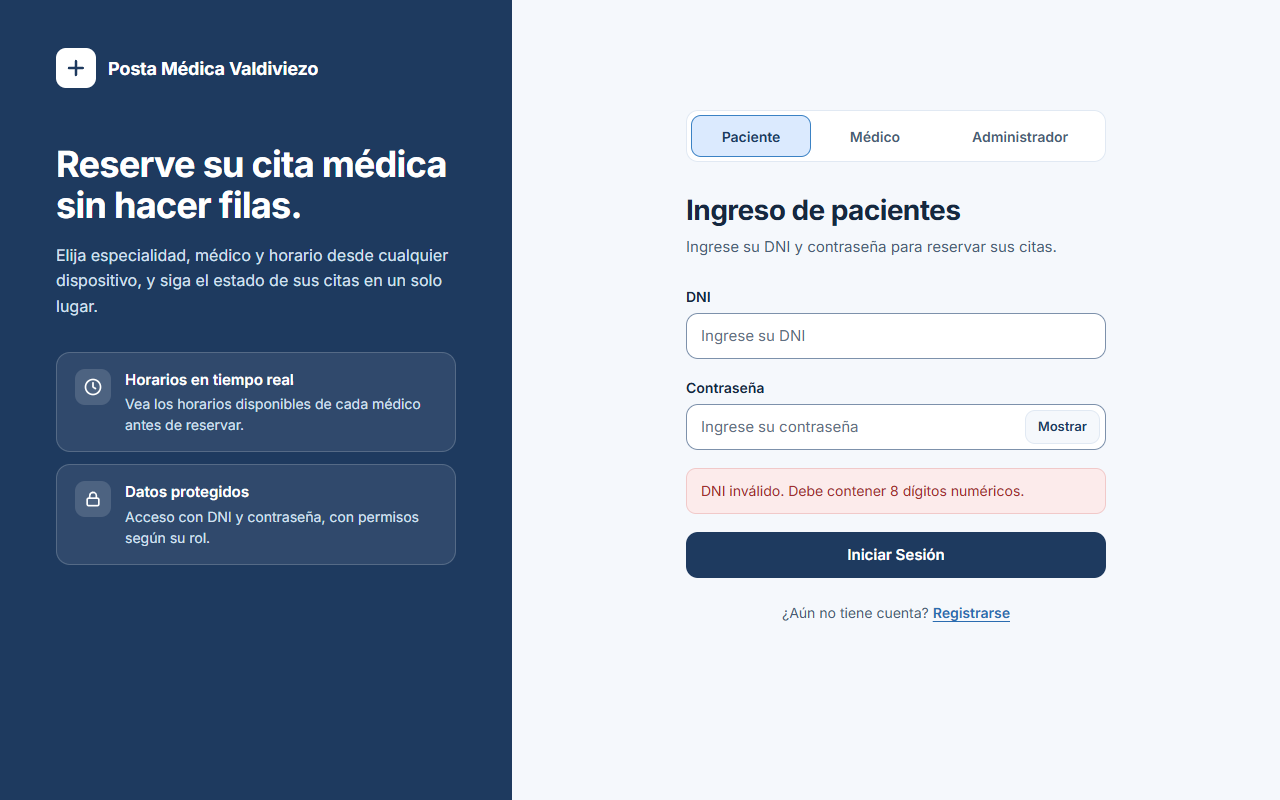 Posta Médica Valdiviezo
Reserve su cita médica
sin hacer filas.
Elija especialidad, médico y horario desde cualquier
dispositivo, y siga el estado de sus citas en un solo
lugar.
Horarios en tiempo real
Vea los horarios disponibles de cada médico
antes de reservar.
Datos protegidos
Acceso con DNI y contraseña, con permisos
según su rol.
Paciente
Médico
Administrador
Ingreso de pacientes
Ingrese su DNI y contraseña para reservar sus citas.
DNI
Ingrese su DNI
Contraseña
Ingrese su contraseña
Mostrar
DNI inválido. Debe contener 8 dígitos numéricos.
Iniciar Sesión
¿Aún no tiene cuenta? Registrarse